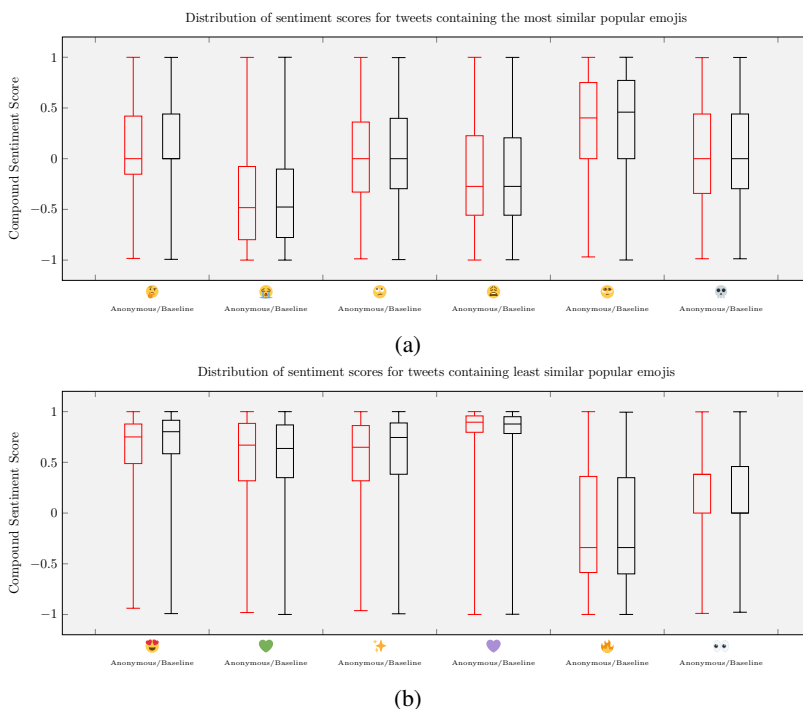 Distribution of sentiment scores for tweets containing the most similar popular emojis
Compound Sentiment Score
1
0.5
0
−0.5
−1
🤔 😭 🙄 😩 🥺 💀
Anonymous/Baseline Anonymous/Baseline Anonymous/Baseline Anonymous/Baseline Anonymous/Baseline Anonymous/Baseline
(a)
Distribution of sentiment scores for tweets containing least similar popular emojis
Compound Sentiment Score
1
0.5
0
−0.5
−1
😍 💚 ✨ 💜 🔥 👀
Anonymous/Baseline Anonymous/Baseline Anonymous/Baseline Anonymous/Baseline Anonymous/Baseline Anonymous/Baseline
(b)